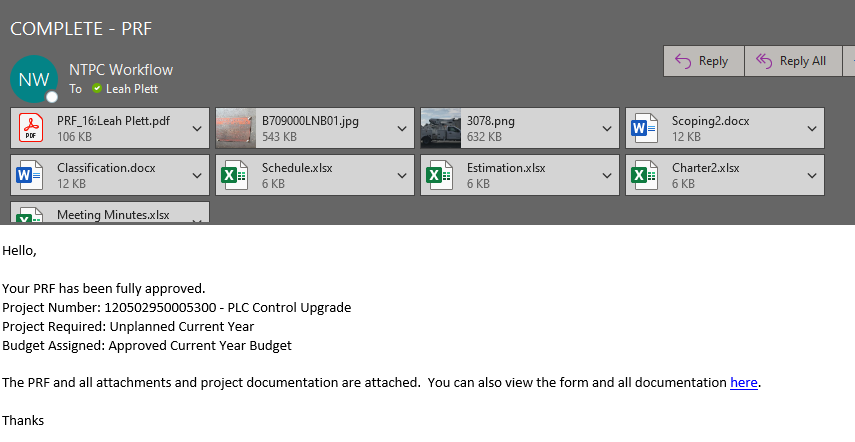 COMPLETE - PRF
NW
NTPC Workflow
To Leah Plett
Reply
Reply All
PRF_16:Leah Plett.pdf
106 KB
PDF
B709000LNB01.jpg
543 KB
3078.png
632 KB
Scoping2.docx
12 KB
Classification.docx
12 KB
Schedule.xlsx
6 KB
Estimation.xlsx
6 KB
Charter2.xlsx
6 KB
Meeting Minutes.xlsx
Hello,
Your PRF has been fully approved.
Project Number: 120502950005300 - PLC Control Upgrade
Project Required: Unplanned Current Year
Budget Assigned: Approved Current Year Budget
The PRF and all attachments and project documentation are attached.  You can also view the form and all documentation here.
Thanks